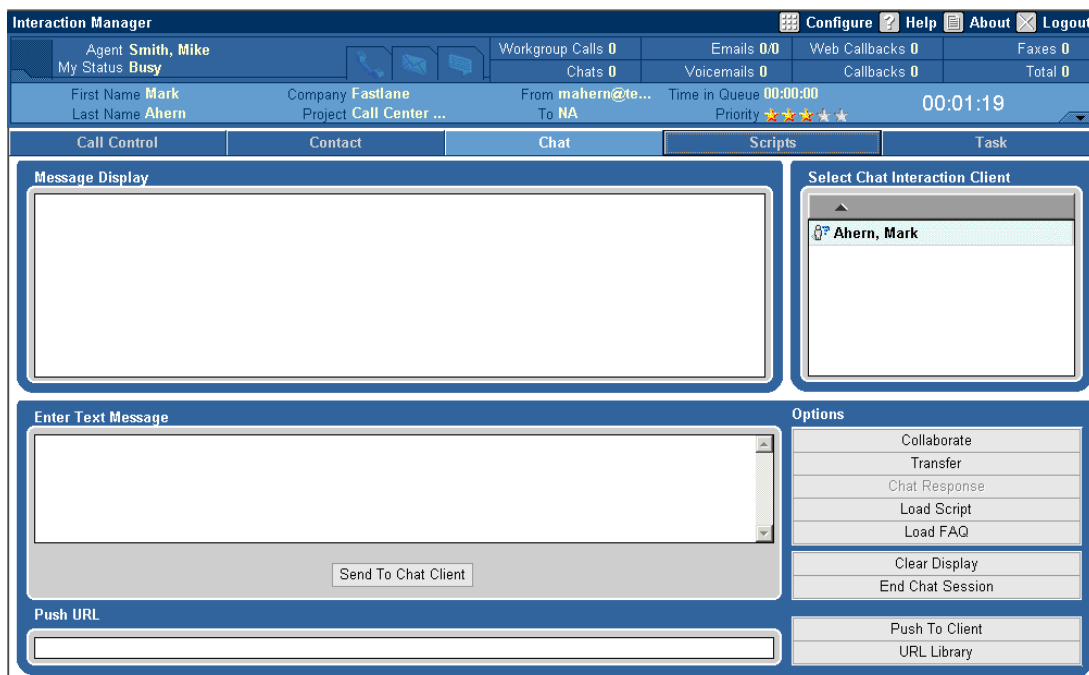 Interaction Manager Configure ? Help About Logout
Agent Smith, Mike Workgroup Calls 0 Emails 0/0 Web Callbacks 0 Faxes 0
My Status Busy Chats 0 Voicemails 0 Callbacks 0 Total 0
First Name Mark Company Fastlane From mahern@te... Time in Queue 00:00:00 00:01:19
Last Name Ahern Project Call Center ... To NA Priority
Call Control Contact Chat Scripts Task
Message Display Select Chat Interaction Client
Ahern, Mark
Enter Text Message Options
Collaborate
Transfer
Chat Response
Load Script
Load FAQ
Clear Display
Send To Chat Client
End Chat Session
Push URL
Push To Client
URL Library